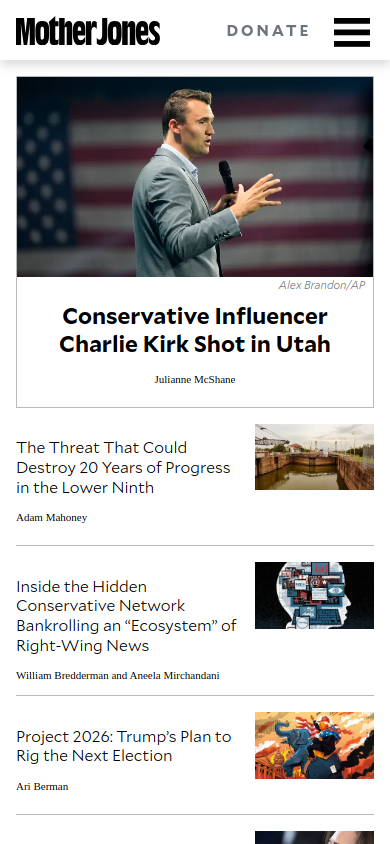 Mother Jones
DONATE
Alex Brandon/AP
Conservative Influencer
Charlie Kirk Shot in Utah
Julianne McShane
The Threat That Could
Destroy 20 Years of Progress
in the Lower Ninth
Adam Mahoney
Inside the Hidden
Conservative Network
Bankrolling an “Ecosystem” of
Right-Wing News
William Bredderman and Aneela Mirchandani
Project 2026: Trump’s Plan to
Rig the Next Election
Ari Berman